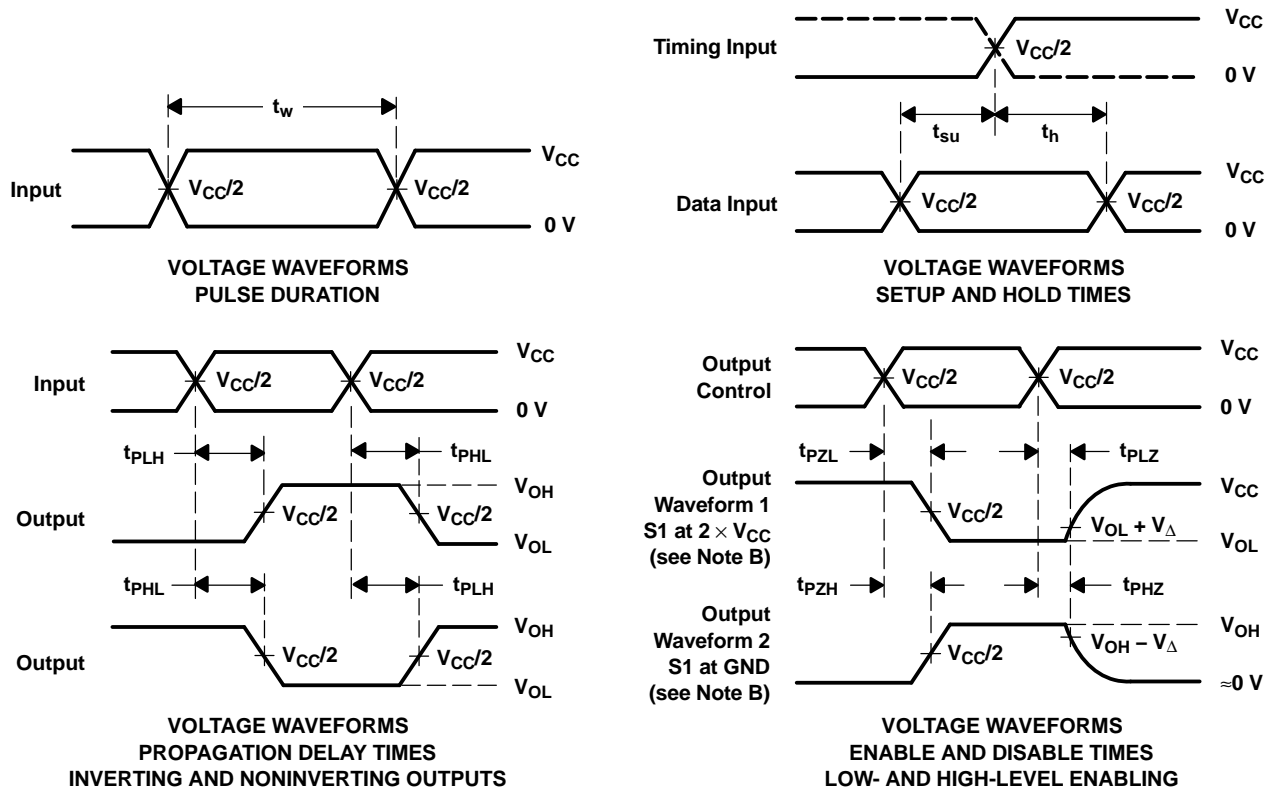 t_w
Input
V_CC
V_CC/2
V_CC/2
0 V
VOLTAGE WAVEFORMS
PULSE DURATION
Timing Input
V_CC
V_CC/2
0 V
t_su
t_h
Data Input
V_CC
V_CC/2
V_CC/2
0 V
VOLTAGE WAVEFORMS
SETUP AND HOLD TIMES
Input
V_CC
V_CC/2
V_CC/2
0 V
t_PLH
t_PHL
Output
V_OH
V_CC/2
V_CC/2
V_OL
t_PHL
t_PLH
Output
V_OH
V_CC/2
V_CC/2
V_OL
VOLTAGE WAVEFORMS
PROPAGATION DELAY TIMES
INVERTING AND NONINVERTING OUTPUTS
Output
Control
V_CC
V_CC/2
V_CC/2
0 V
t_PZL
t_PLZ
Output
Waveform 1
S1 at 2 × V_CC
(see Note B)
V_CC
V_CC/2
V_OL + V_Δ
V_OL
t_PZH
t_PHZ
Output
Waveform 2
S1 at GND
(see Note B)
V_OH
V_CC/2
V_OH − V_Δ
≈0 V
VOLTAGE WAVEFORMS
ENABLE AND DISABLE TIMES
LOW- AND HIGH-LEVEL ENABLING